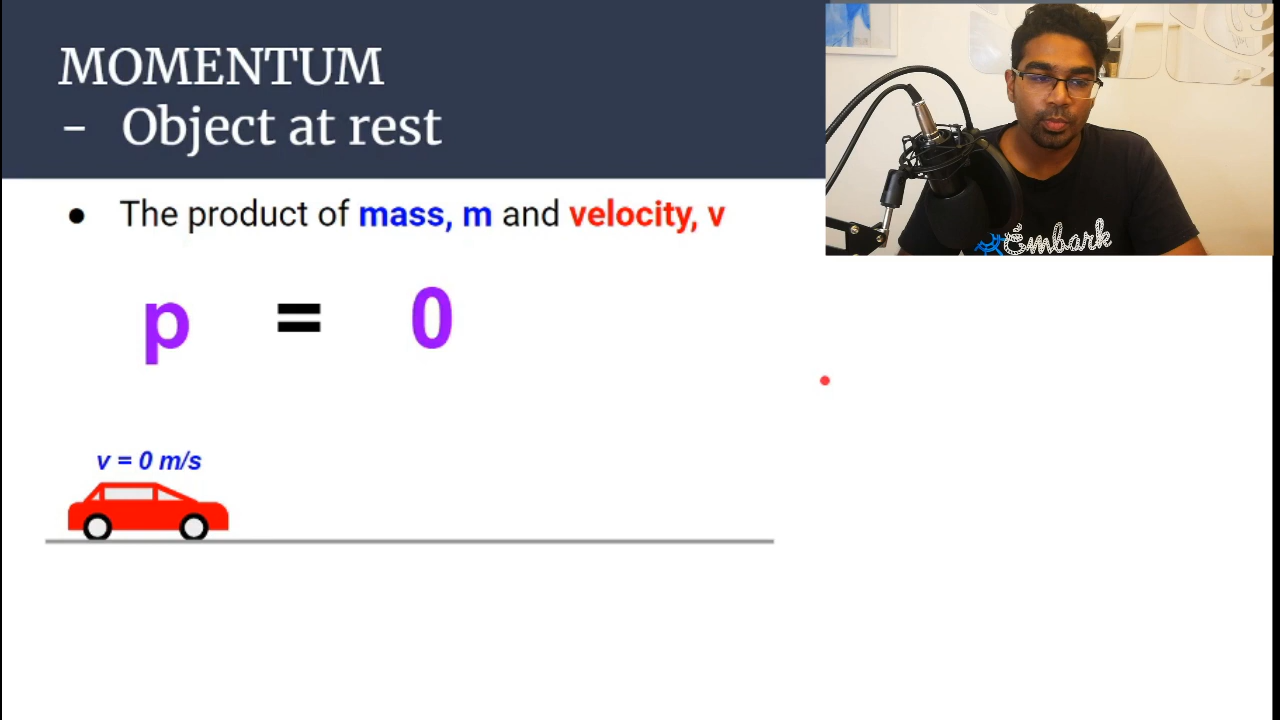 MOMENTUM
- Object at rest
● The product of mass, m and velocity, v
p = 0
v = 0 m/s
Embark